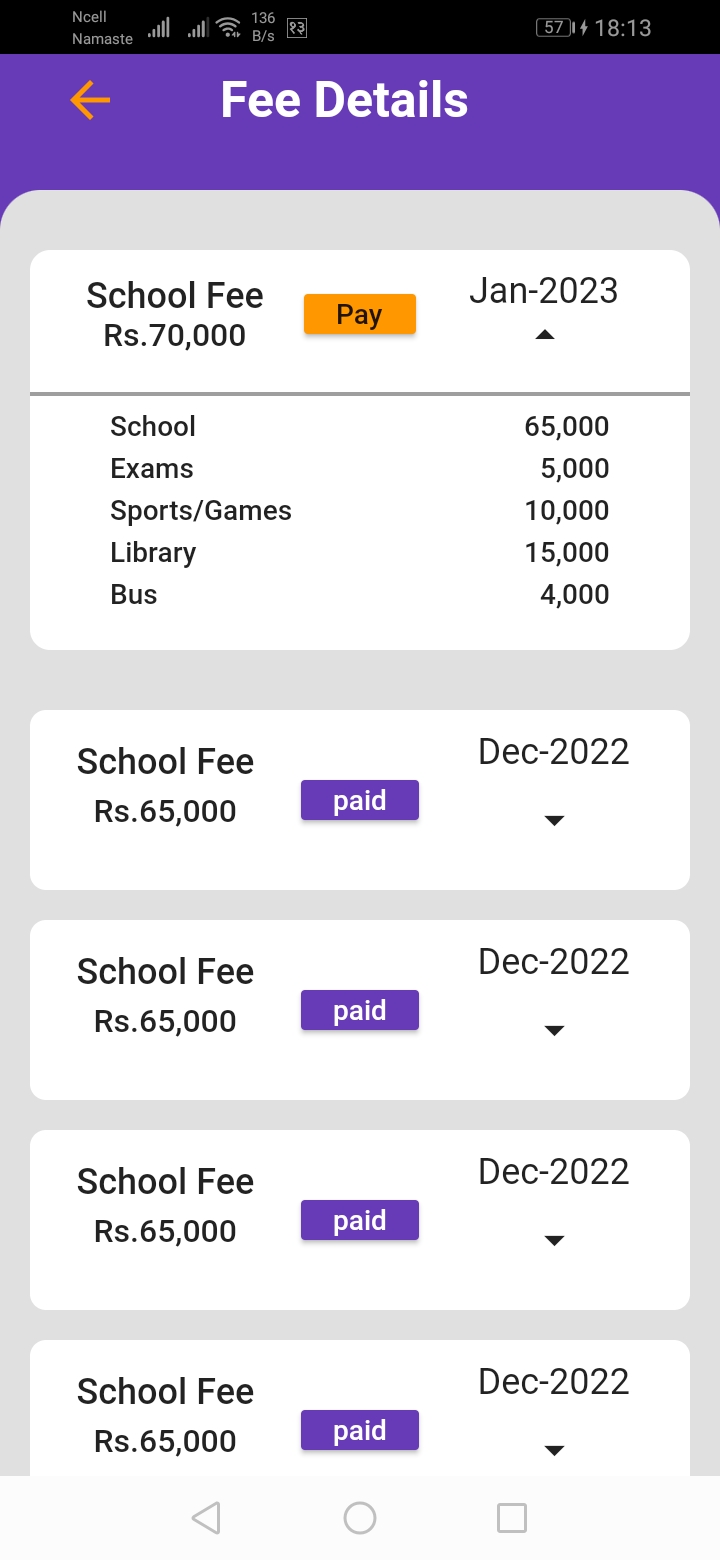 Ncell
Namaste
136
B/s
१३
57
18:13
Fee Details
School Fee
Rs.70,000
Pay
Jan-2023
School 65,000
Exams 5,000
Sports/Games 10,000
Library 15,000
Bus 4,000
School Fee
Rs.65,000
paid
Dec-2022
School Fee
Rs.65,000
paid
Dec-2022
School Fee
Rs.65,000
paid
Dec-2022
School Fee
Rs.65,000
paid
Dec-2022